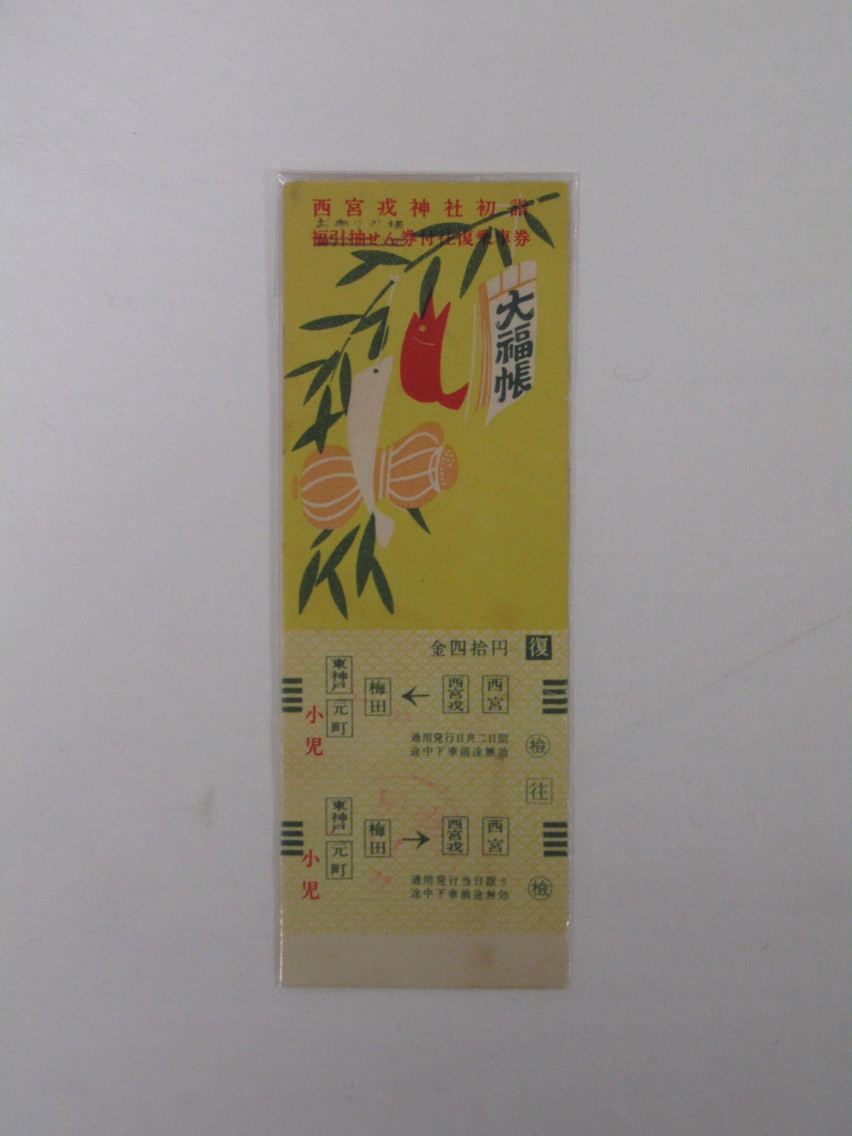 西宮戎神社初詣
福引抽せん券付往復乗車券
大福帳
金四拾円 復
東神戸 元町 梅田 ← 西宮戎 西宮
小児
通用発行日共二日間
途中下車前途無効
検
往
東神戸 元町 梅田 → 西宮戎 西宮
小児
通用発行当日限り
途中下車前途無効
検